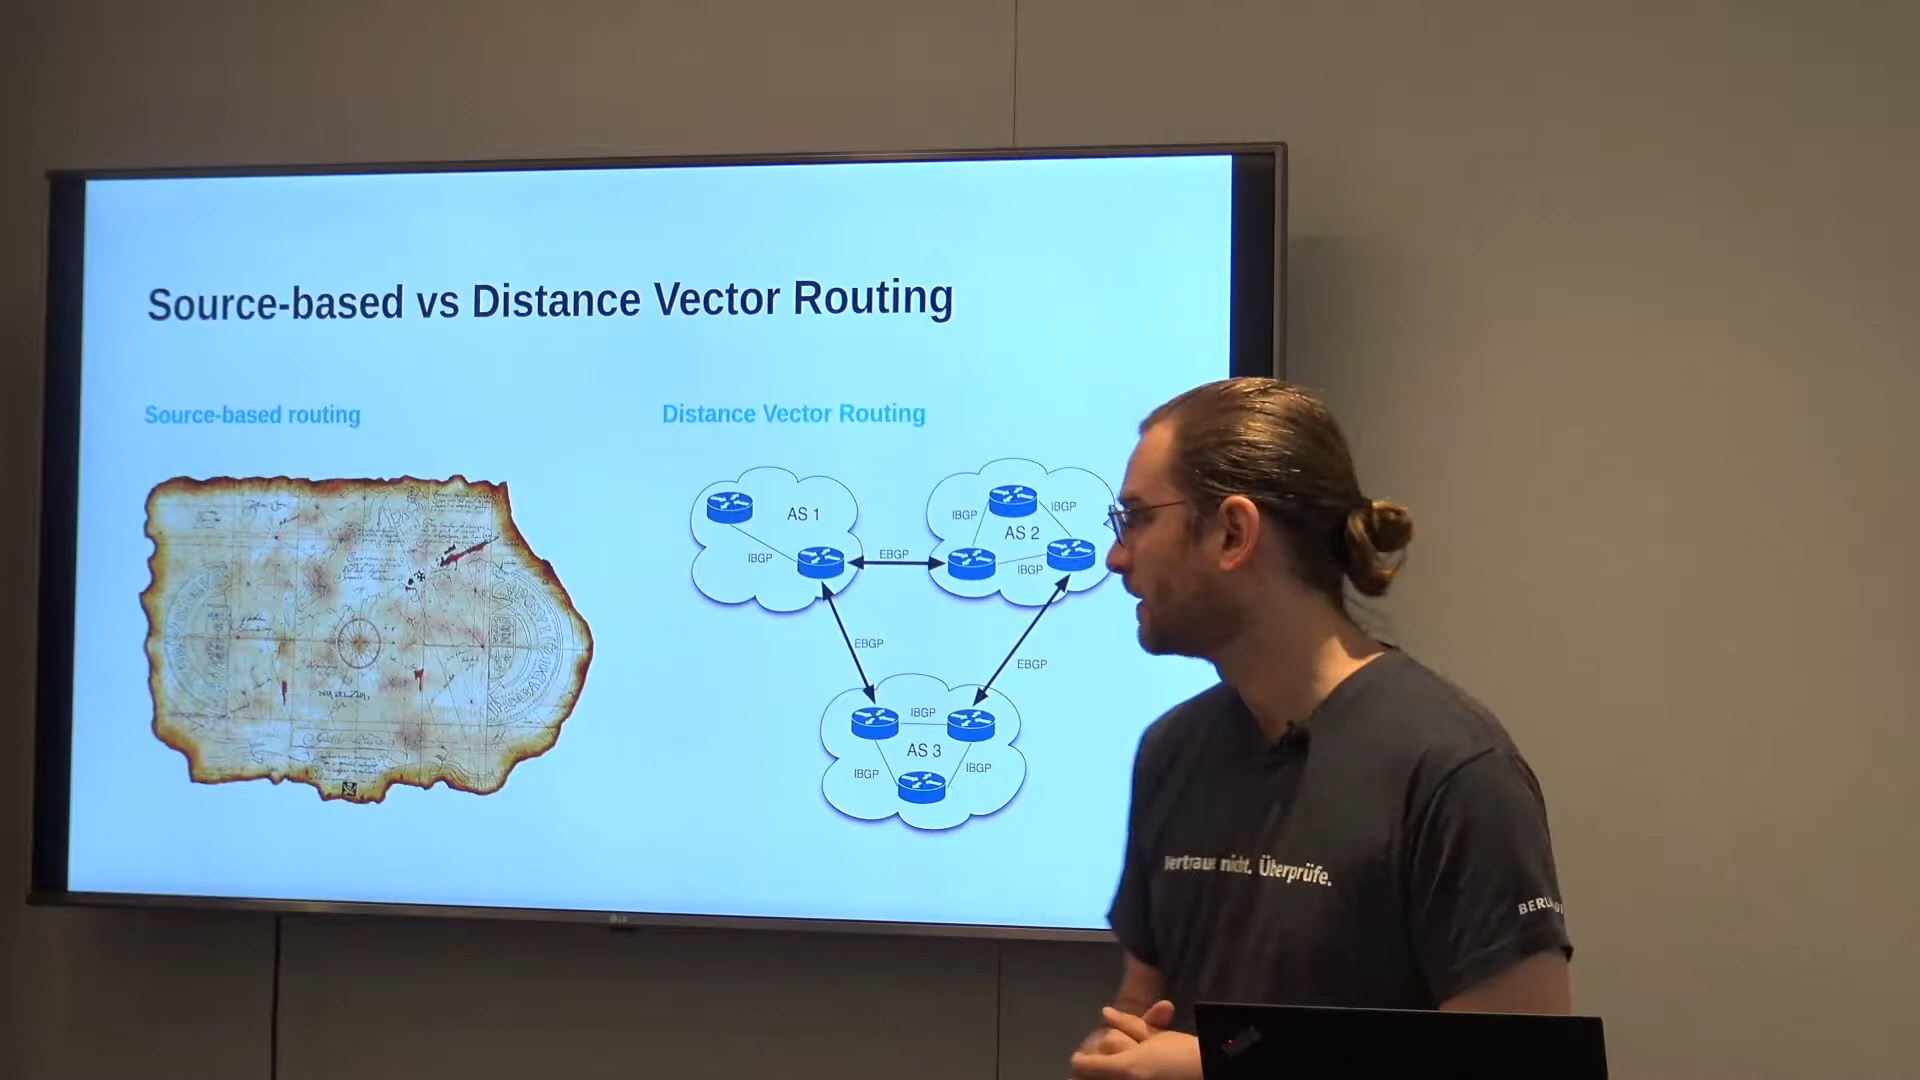 Source-based vs Distance Vector Routing
Source-based routing
Distance Vector Routing
AS 1
IBGP
EBGP
IBGP
IBGP
AS 2
IBGP
EBGP
EBGP
IBGP
AS 3
IBGP
IBGP
nicht. Überprüfe.
LG